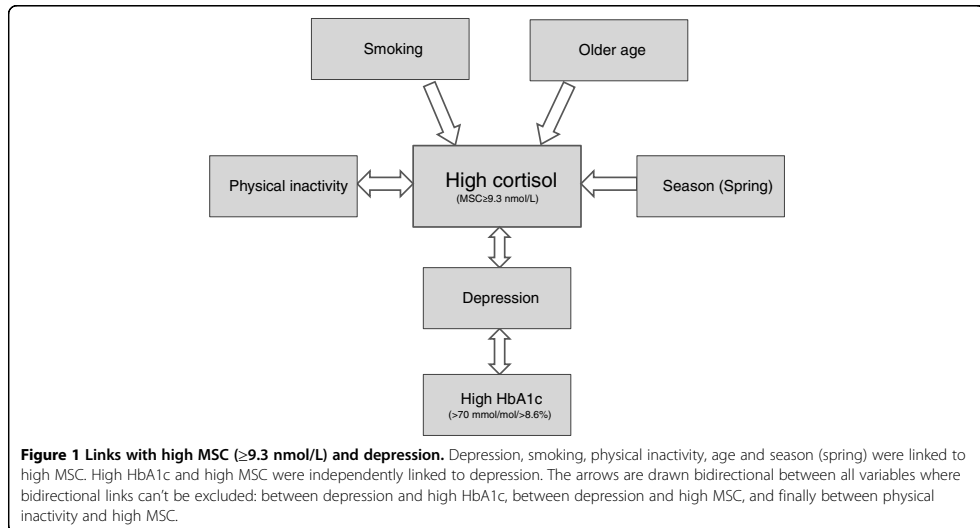 Smoking
Older age
Physical inactivity
High cortisol
(MSC≥9.3 nmol/L)
Season (Spring)
Depression
High HbA1c
(>70 mmol/mol/>8.6%)
Figure 1 Links with high MSC (≥9.3 nmol/L) and depression. Depression, smoking, physical inactivity, age and season (spring) were linked to
high MSC. High HbA1c and high MSC were independently linked to depression. The arrows are drawn bidirectional between all variables where
bidirectional links can't be excluded: between depression and high HbA1c, between depression and high MSC, and finally between physical
inactivity and high MSC.